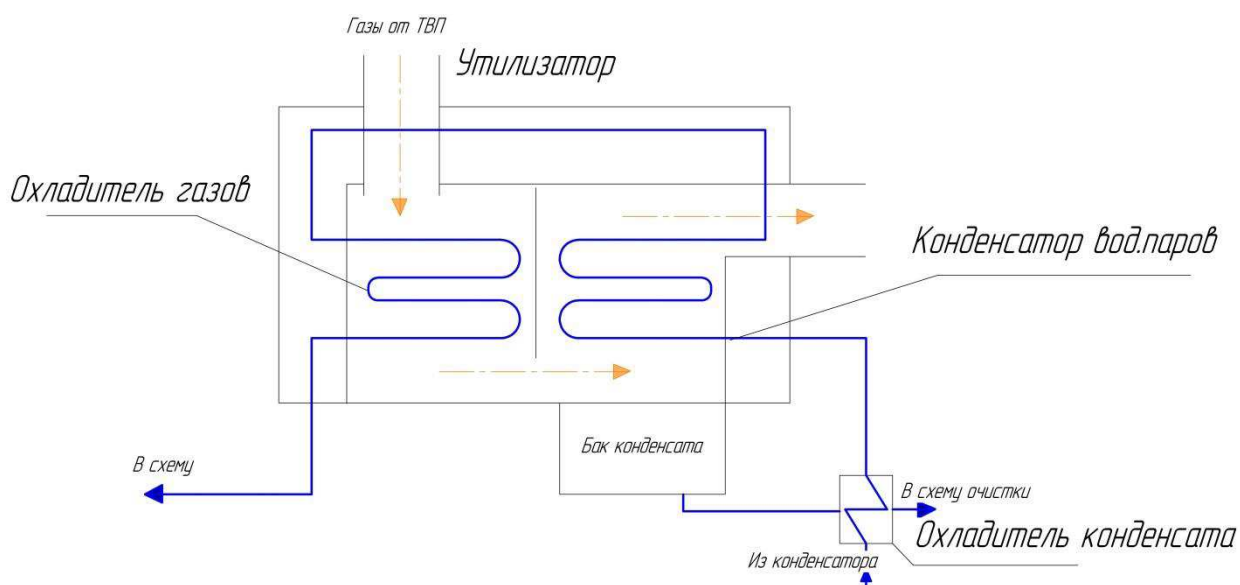 Газы от ТВП
Утилизатор
Охладитель газов
Конденсатор вод.паров
Бак конденсата
В схему
В схему очистки
Охладитель конденсата
Из конденсатора